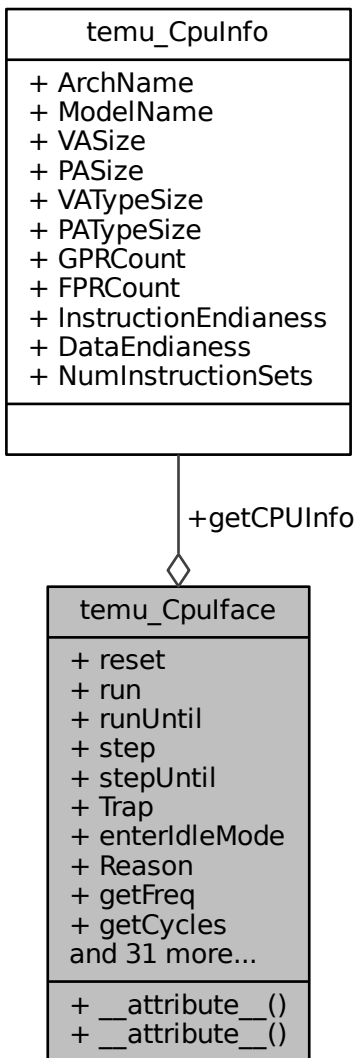 temu_CpuInfo
+ ArchName
+ ModelName
+ VASize
+ PASize
+ VATypeSize
+ PATypeSize
+ GPRCount
+ FPRCount
+ InstructionEndianess
+ DataEndianess
+ NumInstructionSets
+getCPUInfo
temu_CpuIface
+ reset
+ run
+ runUntil
+ step
+ stepUntil
+ Trap
+ enterIdleMode
+ Reason
+ getFreq
+ getCycles
and 31 more...
+ __attribute__()
+ __attribute__()